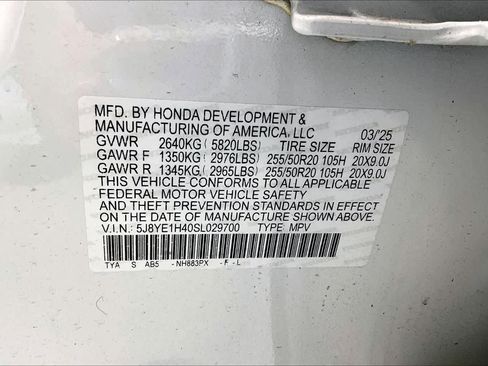 MFD. BY HONDA DEVELOPMENT &
MANUFACTURING OF AMERICA, LLC 03/'25
GVWR 2640KG (5820LBS) TIRE SIZE RIM SIZE
GAWR F 1350KG (2976LBS) 255/50R20 105H 20X9.0J
GAWR R 1345KG (2965LBS) 255/50R20 105H 20X9.0J
THIS VEHICLE CONFORMS TO ALL APPLICABLE
FEDERAL MOTOR VEHICLE SAFETY
AND THEFT PREVENTION STANDARDS IN EFFECT
ON THE DATE OF MANUFACTURE SHOWN ABOVE.
V.I.N.: 5J8YE1H40SL029700 TYPE: MPV
TYA S AB5 - NH883PX - F - L